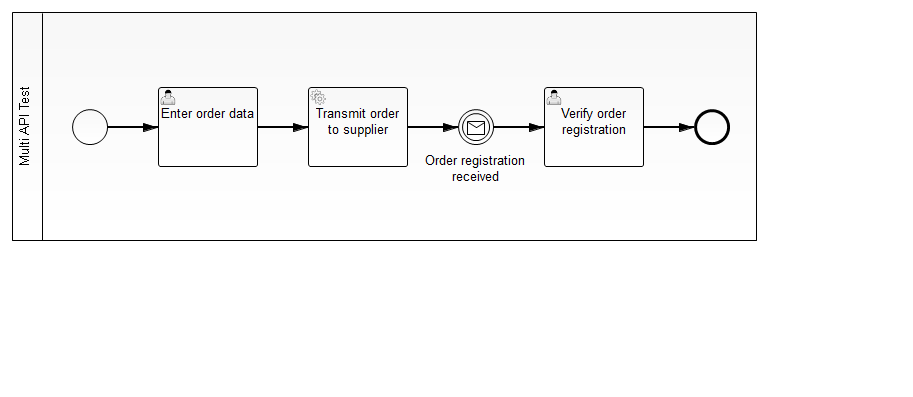 Multi API Test
Enter order data
Transmit order
to supplier
Order registration
received
Verify order
registration